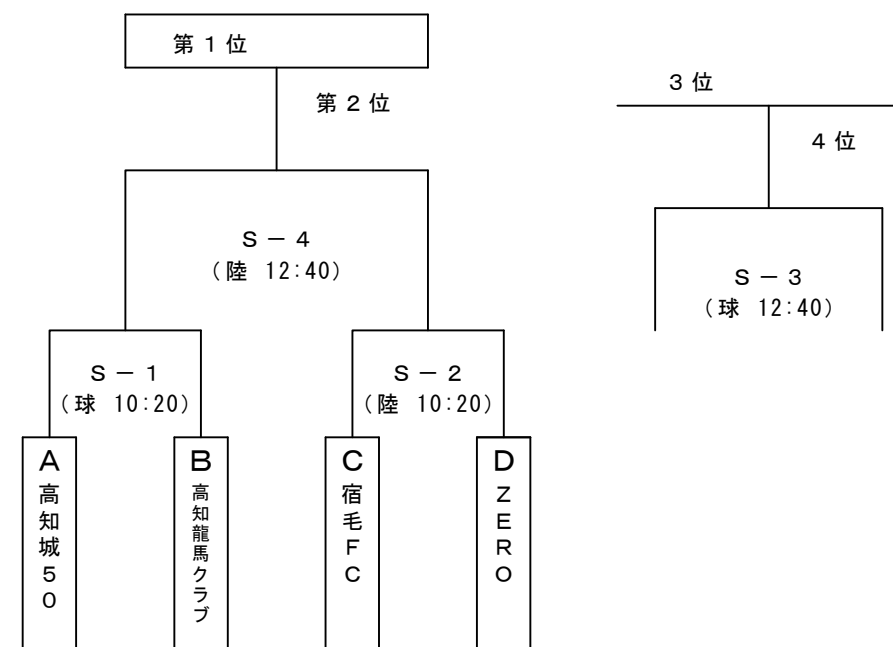 第１位
第２位
３位
４位
Ｓ－４
（陸 12:40）
Ｓ－３
（球 12:40）
Ｓ－１
（球 10:20）
Ｓ－２
（陸 10:20）
Ａ
高知城５０
Ｂ
高知龍馬クラブ
Ｃ
宿毛ＦＣ
Ｄ
ＺＥＲＯ